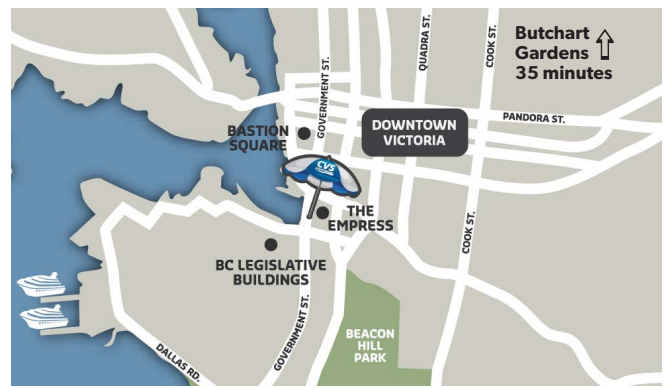 Butchart
Gardens
35 minutes
GOVERNMENT ST.
QUADRA ST.
COOK ST.
PANDORA ST.
BASTION
SQUARE
DOWNTOWN
VICTORIA
CVS
THE
EMPRESS
COOK ST.
BC LEGISLATIVE
BUILDINGS
GOVERNMENT ST.
BEACON
HILL
PARK
DALLAS RD.